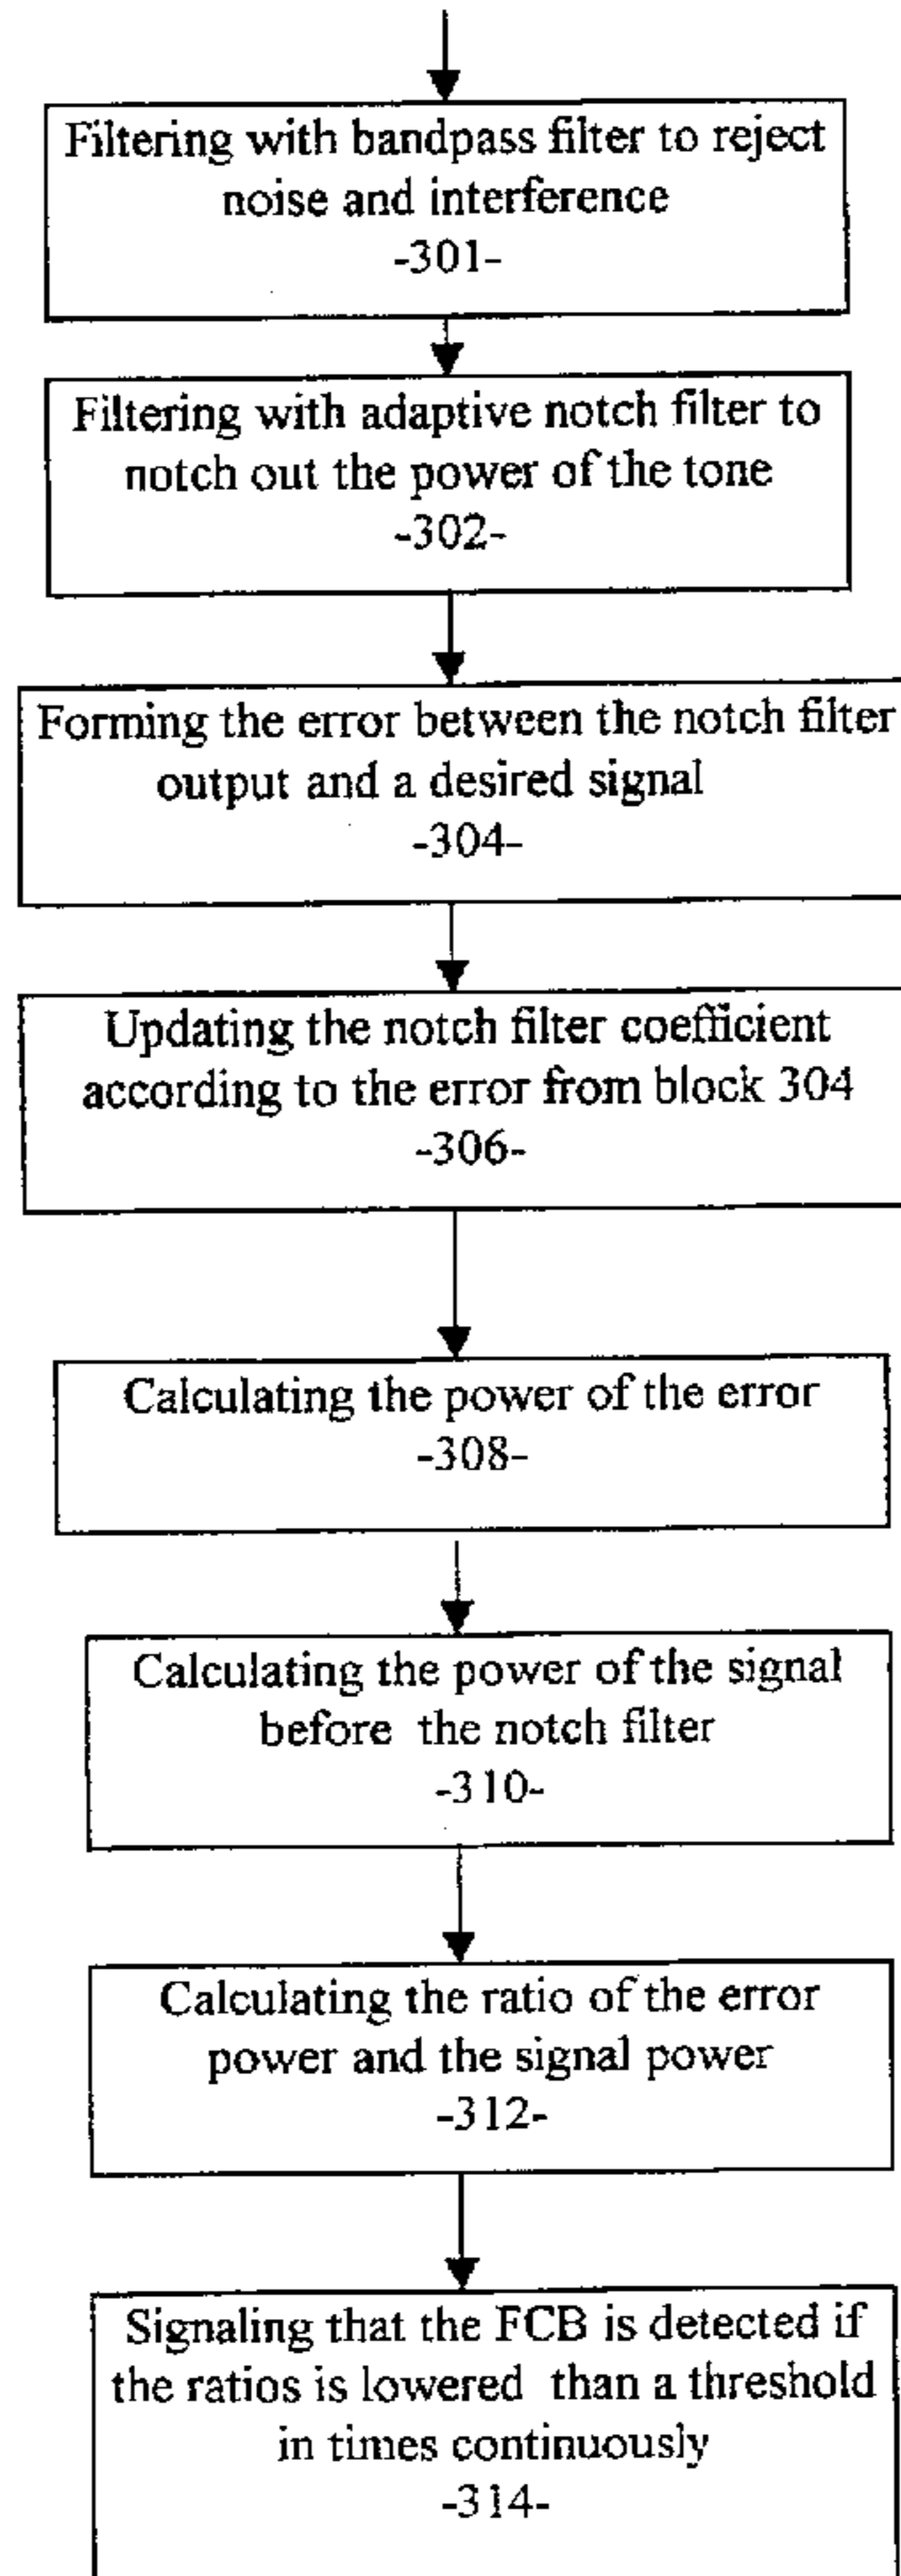 Filtering with bandpass filter to reject
noise and interference
-301-
Filtering with adaptive notch filter to
notch out the power of the tone
-302-
Forming the error between the notch filter
output and a desired signal
-304-
Updating the notch filter coefficient
according to the error from block 304
-306-
Calculating the power of the error
-308-
Calculating the power of the signal
before the notch filter
-310-
Calculating the ratio of the error
power and the signal power
-312-
Signaling that the FCB is detected if
the ratios is lowered than a threshold
in times continuously
-314-